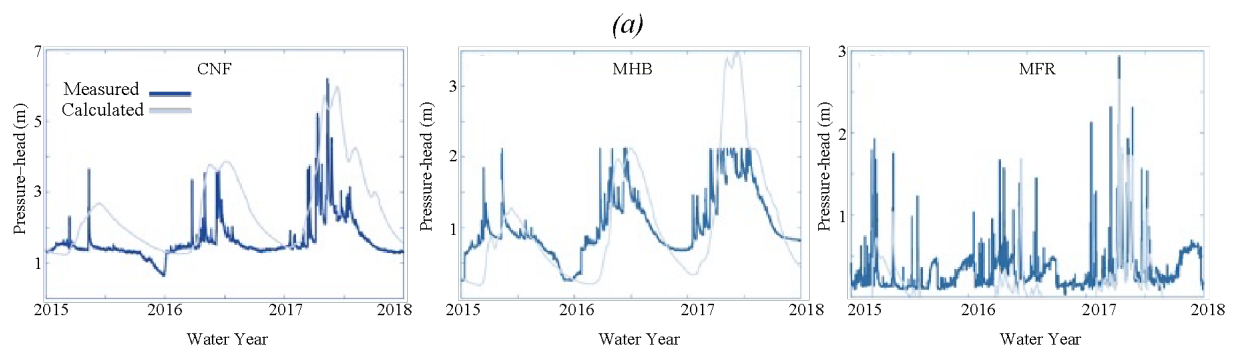 (a)
7
5
3
1
CNF
Measured
Calculated
Pressure–head (m)
2015
2016
2017
2018
Water Year
3
2
1
MHB
Pressure-head (m)
2015
2016
2017
2018
Water Year
3
2
1
MFR
Pressure-head (m)
2015
2016
2017
2018
Water Year